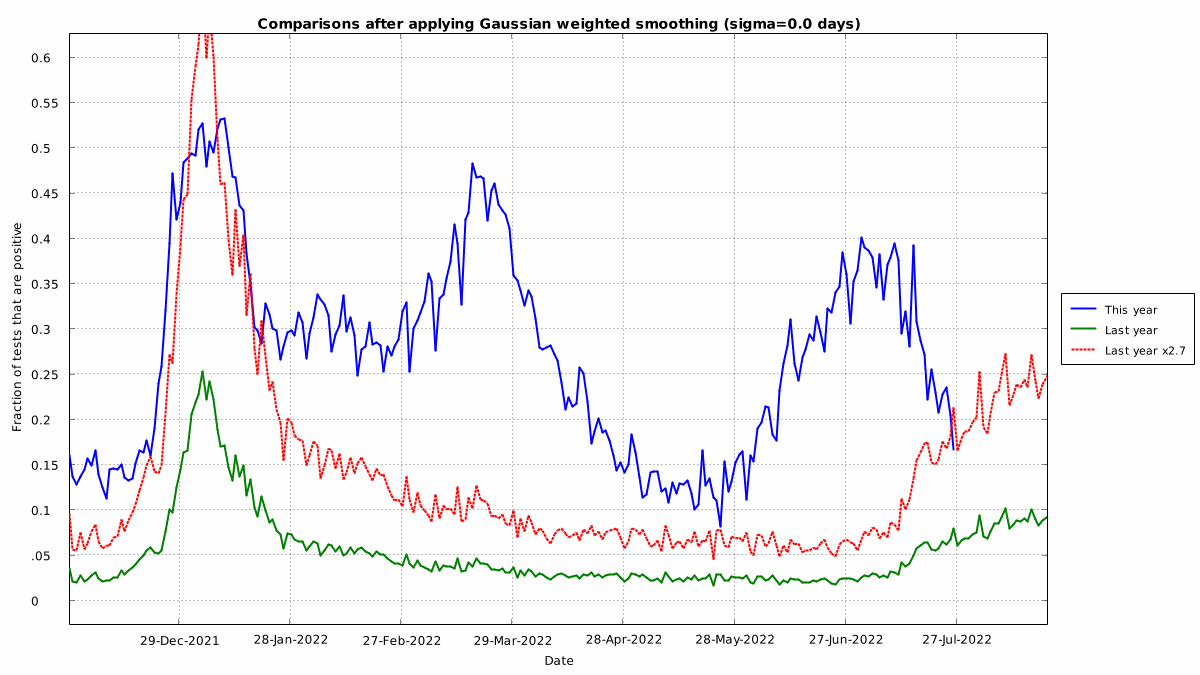 Comparisons after applying Gaussian weighted smoothing (sigma=0.0 days)
Fraction of tests that are positive
0.6
0.55
0.5
0.45
0.4
0.35
0.3
0.25
0.2
0.15
0.1
.05
0
29-Dec-2021 28-Jan-2022 27-Feb-2022 29-Mar-2022 28-Apr-2022 28-May-2022 27-Jun-2022 27-Jul-2022
Date
This year
Last year
Last year x2.7